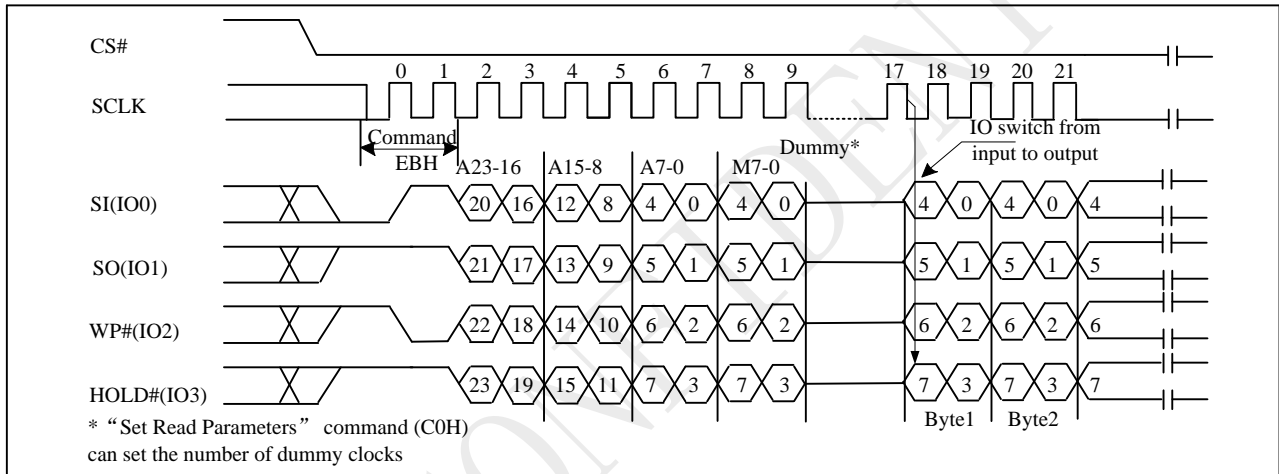 CS#
0 1 2 3 4 5 6 7 8 9 17 18 19 20 21
SCLK
Command
EBH
Dummy*
IO switch from
input to output
A23-16 A15-8 A7-0 M7-0
SI(IO0) 20 16 12 8 4 0 4 0 4 0 4 0 4
SO(IO1) 21 17 13 9 5 1 5 1 5 1 5 1 5
WP#(IO2) 22 18 14 10 6 2 6 2 6 2 6 2 6
HOLD#(IO3) 23 19 15 11 7 3 7 3 7 3 7 3 7
Byte1 Byte2
* “Set Read Parameters” command (C0H)
can set the number of dummy clocks